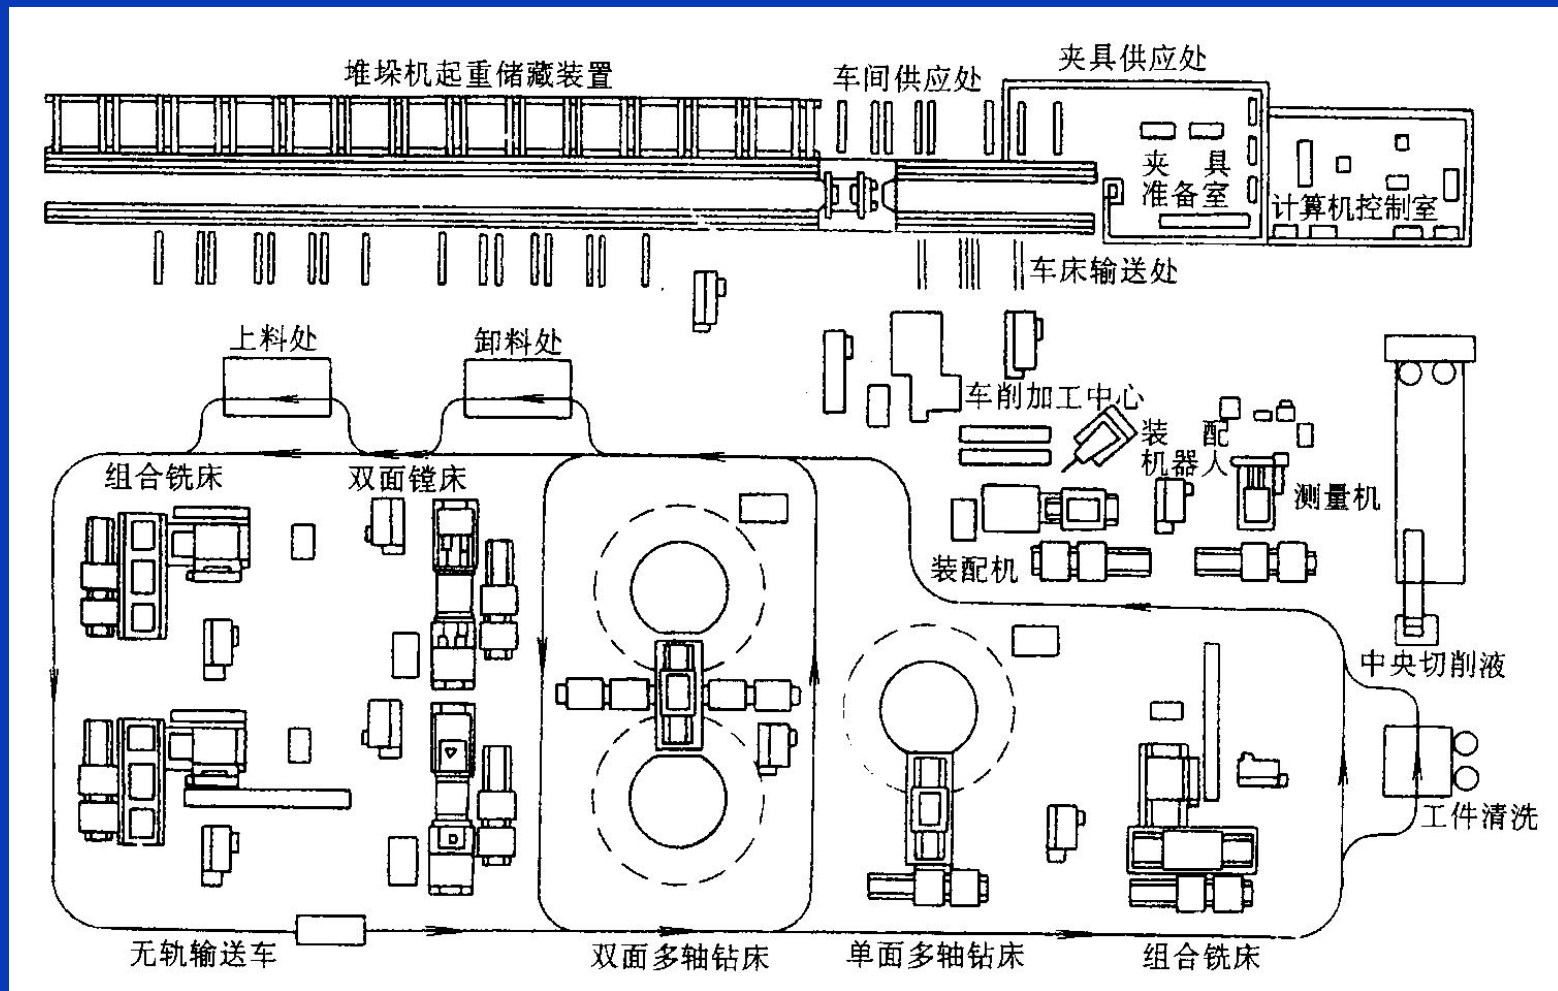 堆垛机起重储藏装置
车间供应处
夹具供应处
夹 具
准备室
计算机控制室
车床输送处
上料处
卸料处
车削加工中心
装 配
机器人
组合铣床
双面镗床
测量机
装配机
中央切削液
工件清洗
无轨输送车
双面多轴钻床
单面多轴钻床
组合铣床